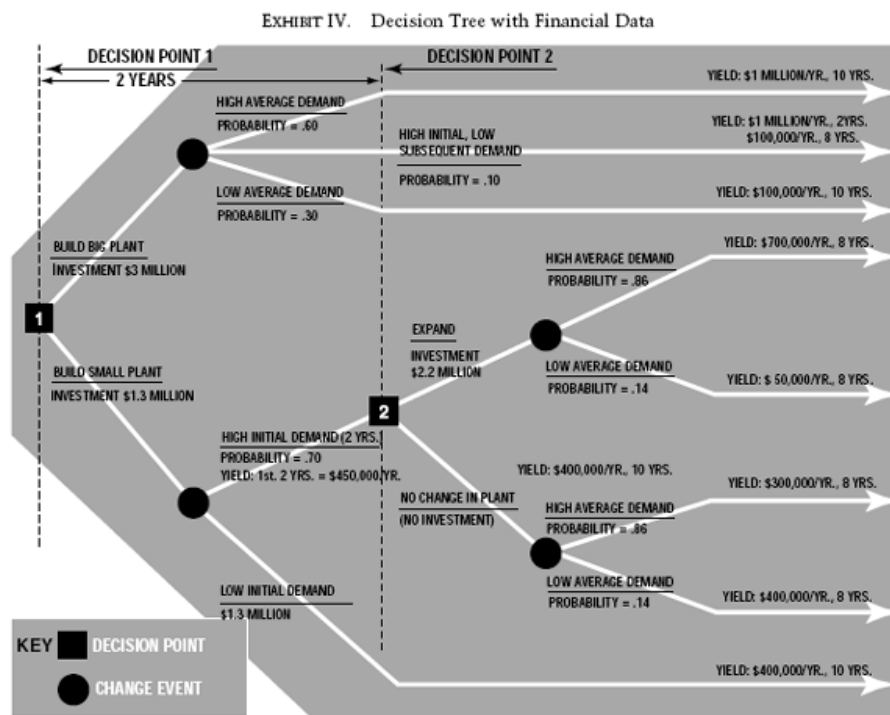 EXHIBIT IV. Decision Tree with Financial Data
DECISION POINT 1
DECISION POINT 2
2 YEARS
YIELD: $1 MILLION/YR., 10 YRS.
HIGH AVERAGE DEMAND
PROBABILITY = .60
YIELD: $1 MILLION/YR., 2YRS.
$100,000/YR., 8 YRS.
HIGH INITIAL, LOW
SUBSEQUENT DEMAND
PROBABILITY = .10
LOW AVERAGE DEMAND
PROBABILITY = .30
YIELD: $100,000/YR., 10 YRS.
BUILD BIG PLANT
INVESTMENT $3 MILLION
YIELD: $700,000/YR., 8 YRS.
HIGH AVERAGE DEMAND
PROBABILITY = .86
1
EXPAND
INVESTMENT
$2.2 MILLION
LOW AVERAGE DEMAND
PROBABILITY = .14
YIELD: $50,000/YR., 8 YRS.
BUILD SMALL PLANT
INVESTMENT $1.3 MILLION
2
HIGH INITIAL DEMAND (2 YRS.)
PROBABILITY = .70
YIELD: 1st. 2 YRS. = $450,000/YR.
YIELD: $400,000/YR., 10 YRS.
YIELD: $300,000/YR., 8 YRS.
NO CHANGE IN PLANT
(NO INVESTMENT)
HIGH AVERAGE DEMAND
PROBABILITY = .86
LOW AVERAGE DEMAND
PROBABILITY = .14
YIELD: $400,000/YR., 8 YRS.
LOW INITIAL DEMAND
$1.3 MILLION
YIELD: $400,000/YR., 10 YRS.
KEY
DECISION POINT
CHANGE EVENT